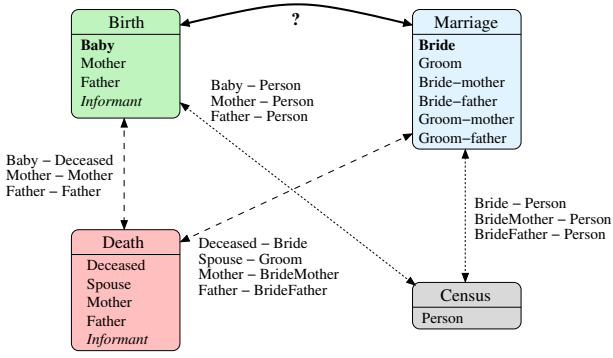 Birth
Baby
Mother
Father
Informant
?
Marriage
Bride
Groom
Bride−mother
Bride−father
Groom−mother
Groom−father
Baby − Person
Mother − Person
Father − Person
Baby − Deceased
Mother − Mother
Father − Father
Bride − Person
BrideMother − Person
BrideFather − Person
Death
Deceased
Spouse
Mother
Father
Informant
Deceased − Bride
Spouse − Groom
Mother − BrideMother
Father − BrideFather
Census
Person